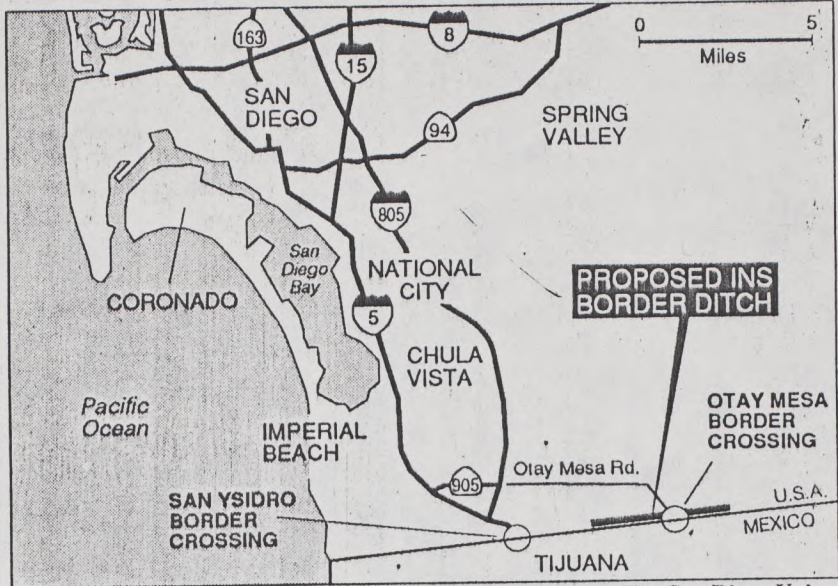 163
8
15
0
5
Miles
SAN
DIEGO
SPRING
VALLEY
94
805
San
Diego
Bay
NATIONAL
CITY
CORONADO
5
PROPOSED INS
BORDER DITCH
CHULA
VISTA
Pacific
Ocean
IMPERIAL
BEACH
OTAY MESA
BORDER
CROSSING
905
Otay Mesa Rd.
SAN YSIDRO
BORDER
CROSSING
U.S.A.
MEXICO
TIJUANA